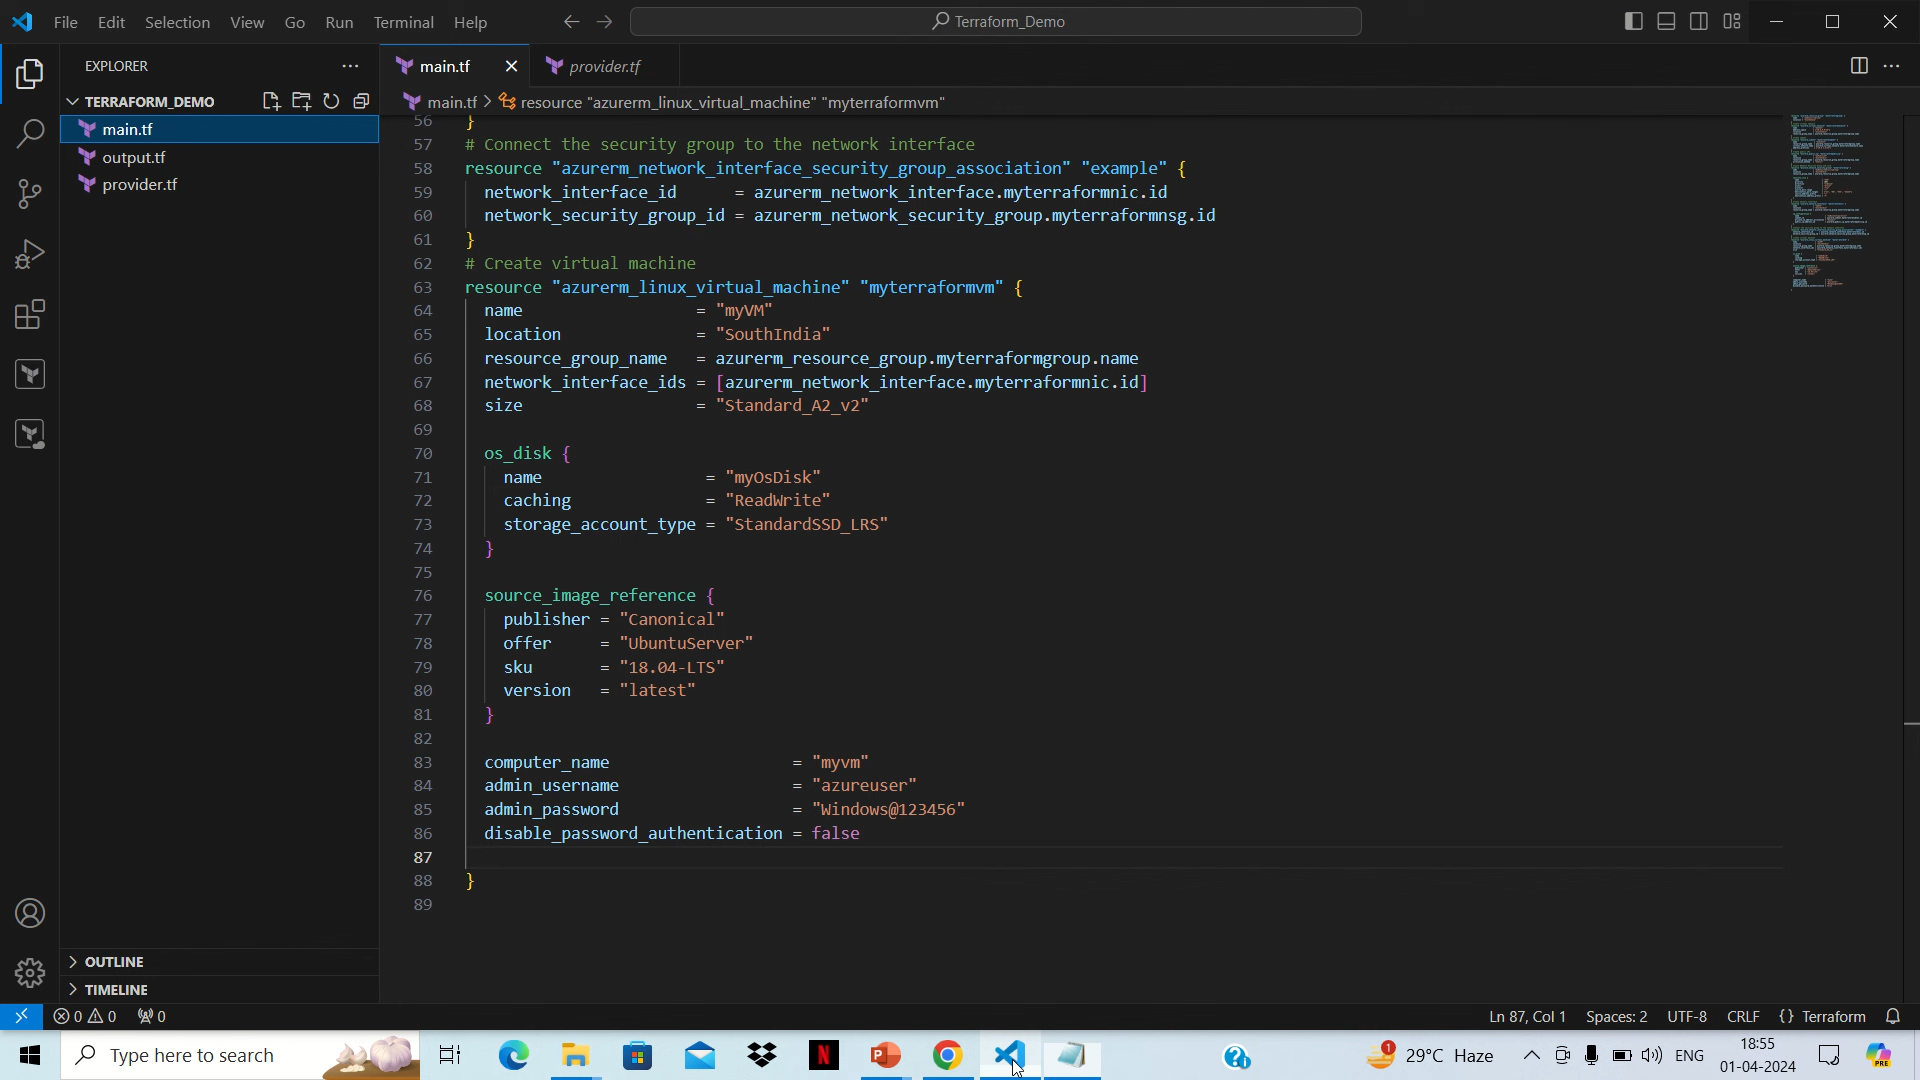 File Edit Selection View Go Run Terminal Help
Terraform_Demo
EXPLORER
main.tf
provider.tf
TERRAFORM_DEMO
main.tf > resource "azurerm_linux_virtual_machine" "myterraformvm"
main.tf
output.tf
provider.tf
56 }
57 # Connect the security group to the network interface
58 resource "azurerm_network_interface_security_group_association" "example" {
59 network_interface_id = azurerm_network_interface.myterraformnic.id
60 network_security_group_id = azurerm_network_security_group.myterraformnsg.id
61 }
62 # Create virtual machine
63 resource "azurerm_linux_virtual_machine" "myterraformvm" {
64 name = "myVM"
65 location = "SouthIndia"
66 resource_group_name = azurerm_resource_group.myterraformgroup.name
67 network_interface_ids = [azurerm_network_interface.myterraformnic.id]
68 size = "Standard_A2_v2"
69
70 os_disk {
71 name = "myOsDisk"
72 caching = "ReadWrite"
73 storage_account_type = "StandardSSD_LRS"
74 }
75
76 source_image_reference {
77 publisher = "Canonical"
78 offer = "UbuntuServer"
79 sku = "18.04-LTS"
80 version = "latest"
81 }
82
83 computer_name = "myvm"
84 admin_username = "azureuser"
85 admin_password = "Windows@123456"
86 disable_password_authentication = false
87
88 }
89
OUTLINE
TIMELINE
0 0 0
Ln 87, Col 1 Spaces: 2 UTF-8 CRLF {} Terraform
Type here to search
1 29°C Haze ENG
18:55
01-04-2024
PRE